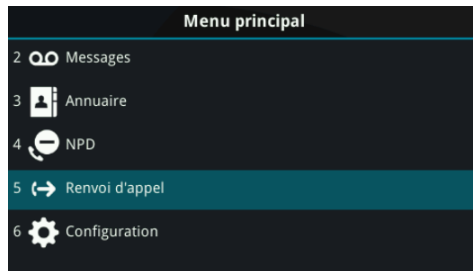 Menu principal
2 Messages
3 Annuaire
4 NPD
5 Renvoi d'appel
6 Configuration